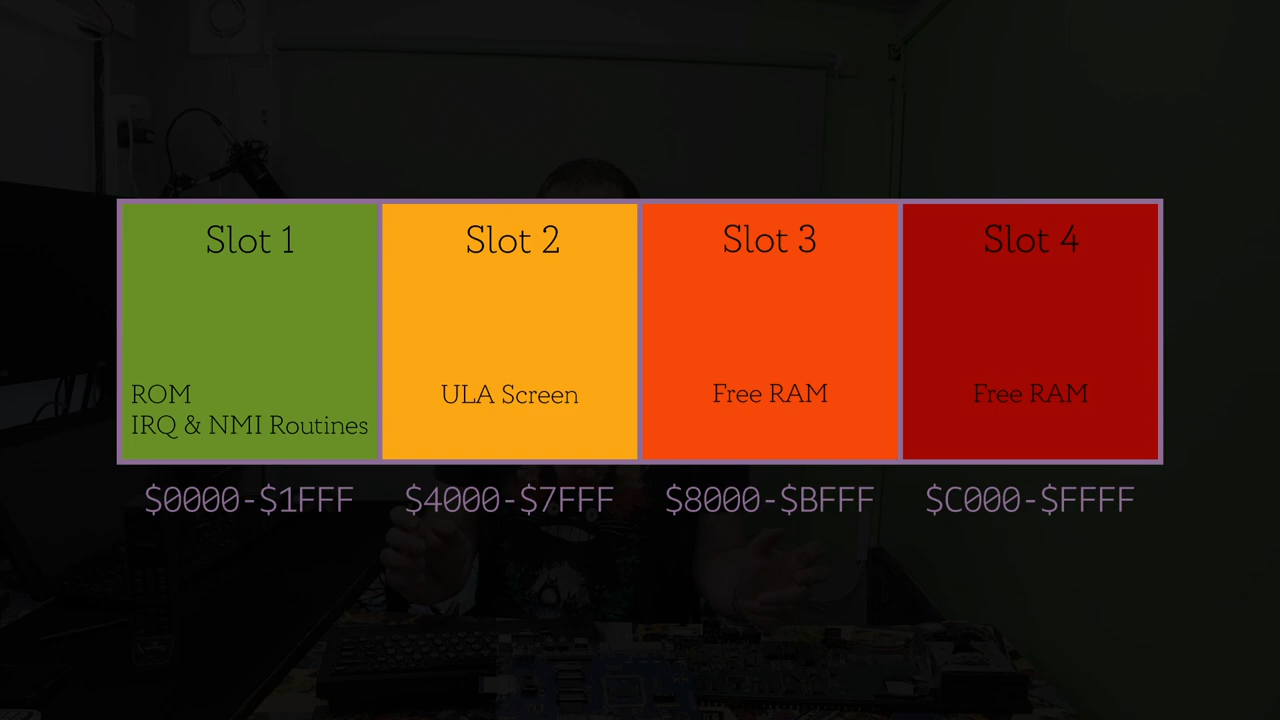 Slot 1
Slot 2
Slot 3
Slot 4
ROM
IRQ & NMI Routines
ULA Screen
Free RAM
Free RAM
$0000-$1FFF
$4000-$7FFF
$8000-$BFFF
$C000-$FFFF